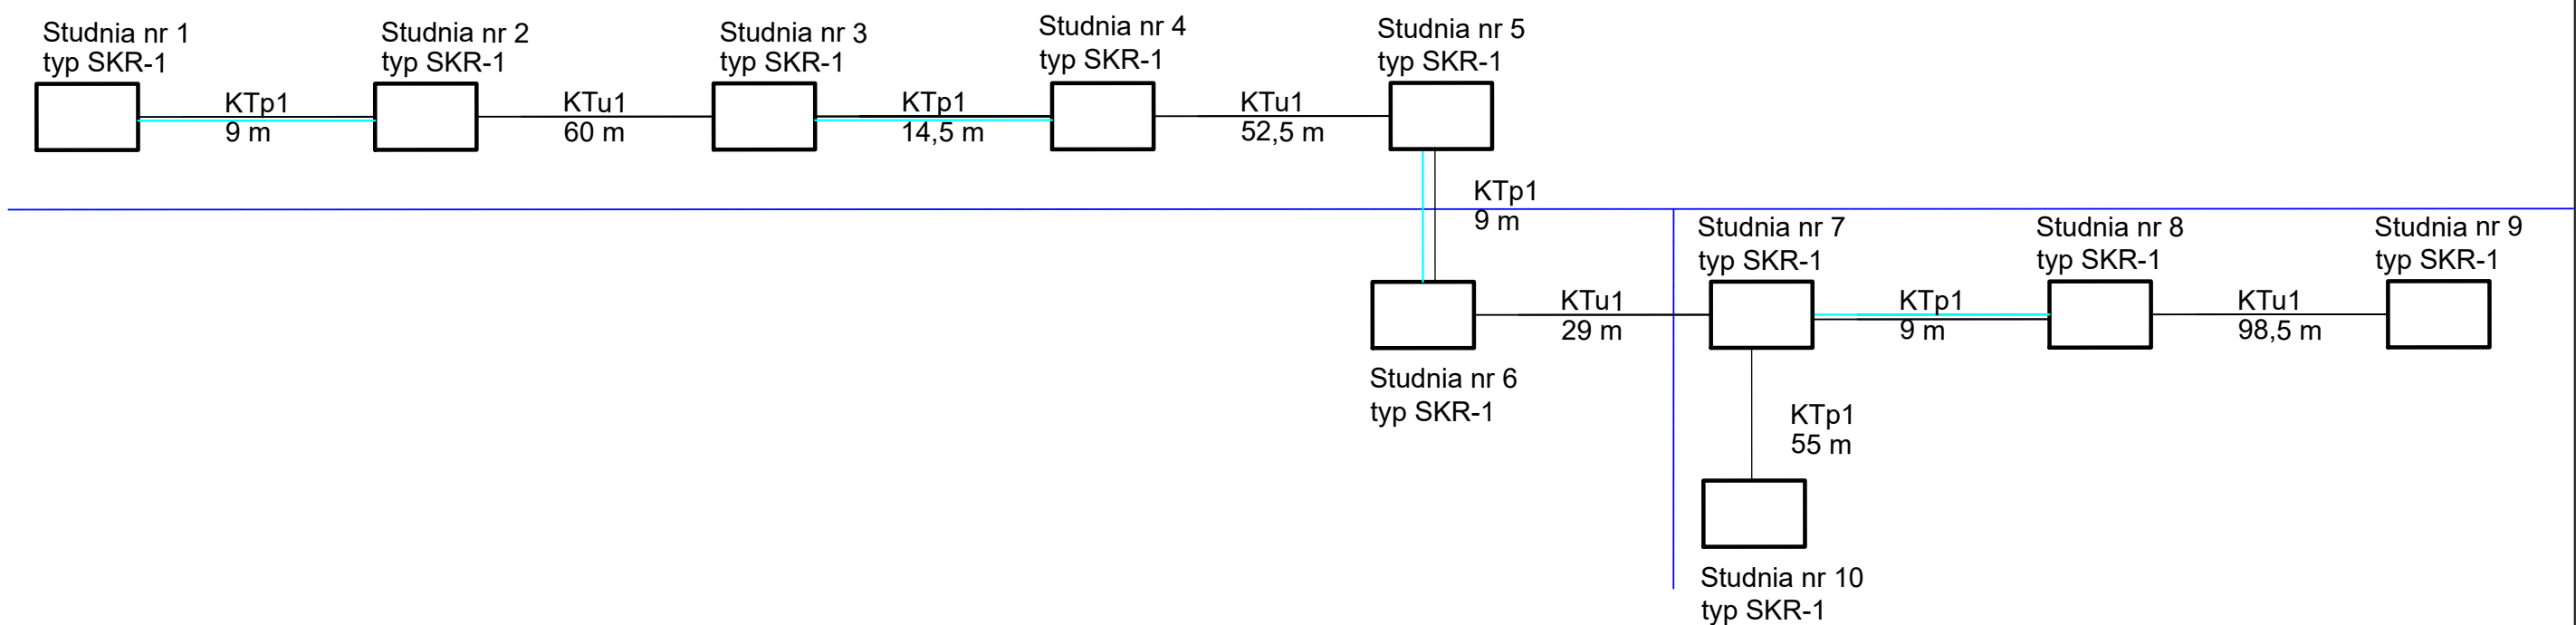 Studnia nr 1
typ SKR-1
KTp1
9 m
Studnia nr 2
typ SKR-1
KTu1
60 m
Studnia nr 3
typ SKR-1
KTp1
14,5 m
Studnia nr 4
typ SKR-1
KTu1
52,5 m
Studnia nr 5
typ SKR-1
KTp1
9 m
Studnia nr 6
typ SKR-1
KTu1
29 m
Studnia nr 7
typ SKR-1
KTp1
9 m
Studnia nr 8
typ SKR-1
KTu1
98,5 m
Studnia nr 9
typ SKR-1
KTp1
55 m
Studnia nr 10
typ SKR-1